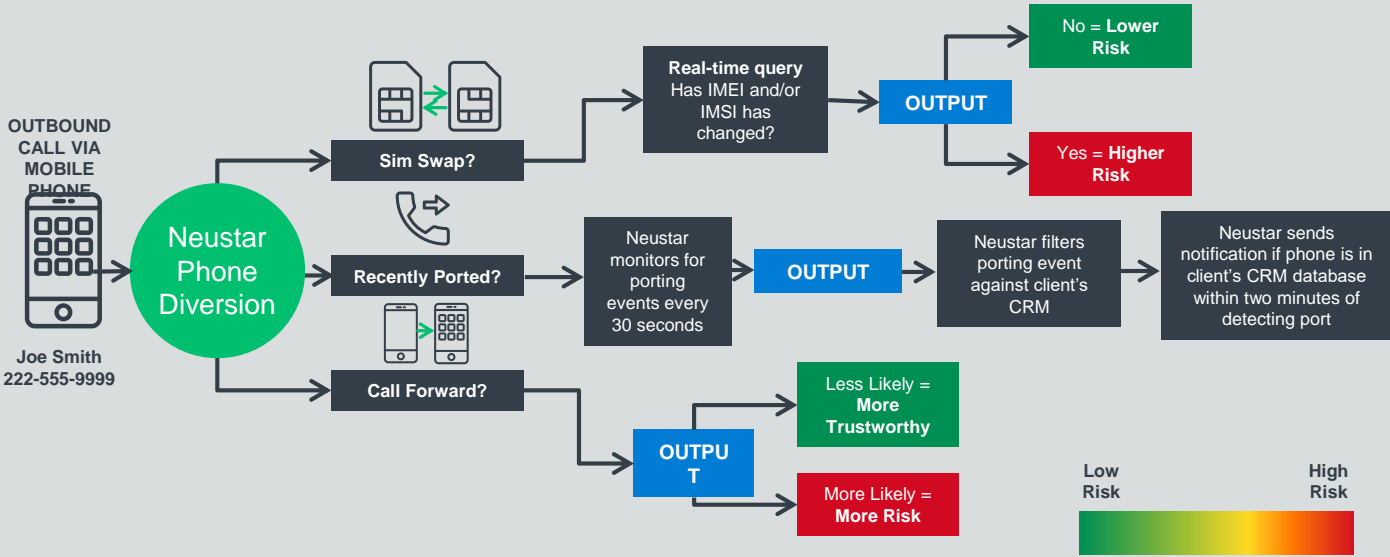 OUTBOUND
CALL VIA
MOBILE
PHONE
Joe Smith
222-555-9999
Neustar
Phone
Diversion
Sim Swap?
Real-time query
Has IMEI and/or
IMSI has
changed?
OUTPUT
No = Lower
Risk
Yes = Higher
Risk
Recently Ported?
Neustar
monitors for
porting
events every
30 seconds
OUTPUT
Neustar filters
porting event
against client's
CRM
Neustar sends
notification if phone is in
client's CRM database
within two minutes of
detecting port
Call Forward?
OUTPU
T
Less Likely =
More
Trustworthy
More Likely =
More Risk
Low
Risk
High
Risk